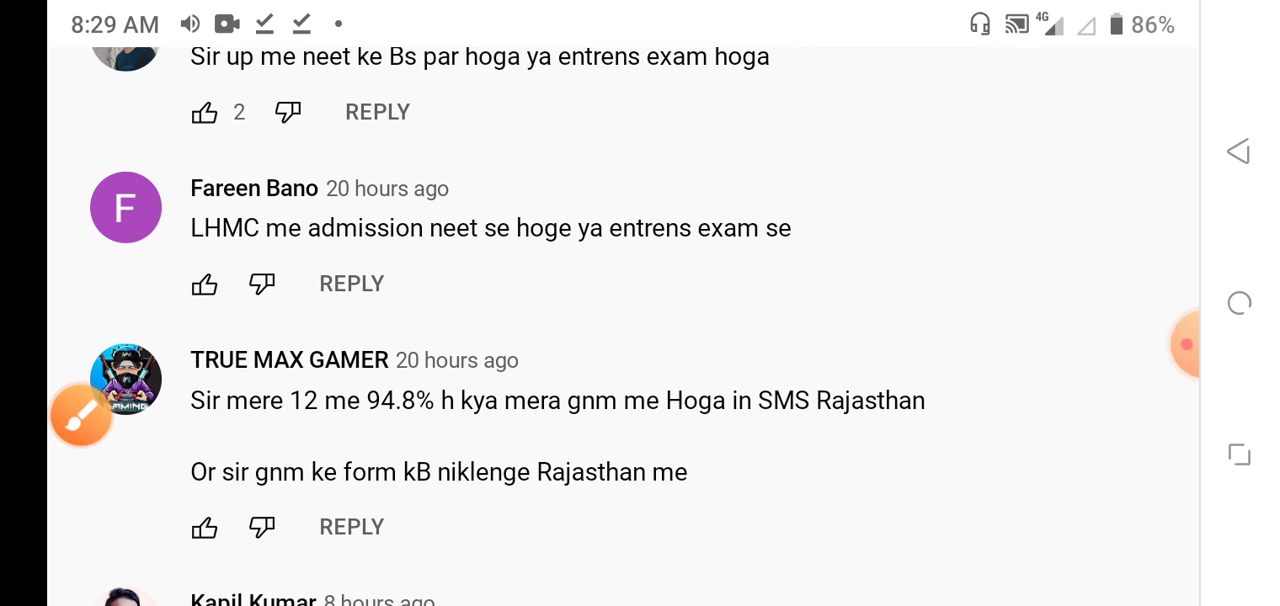 8:29 AM 4G 86%
Sir up me neet ke Bs par hoga ya entrens exam hoga
2 REPLY
F
Fareen Bano 20 hours ago
LHMC me admission neet se hoge ya entrens exam se
REPLY
TRUE MAX GAMER 20 hours ago
GAMING
Sir mere 12 me 94.8% h kya mera gnm me Hoga in SMS Rajasthan
Or sir gnm ke form kB niklenge Rajasthan me
REPLY
Kapil Kumar 8 hours ago